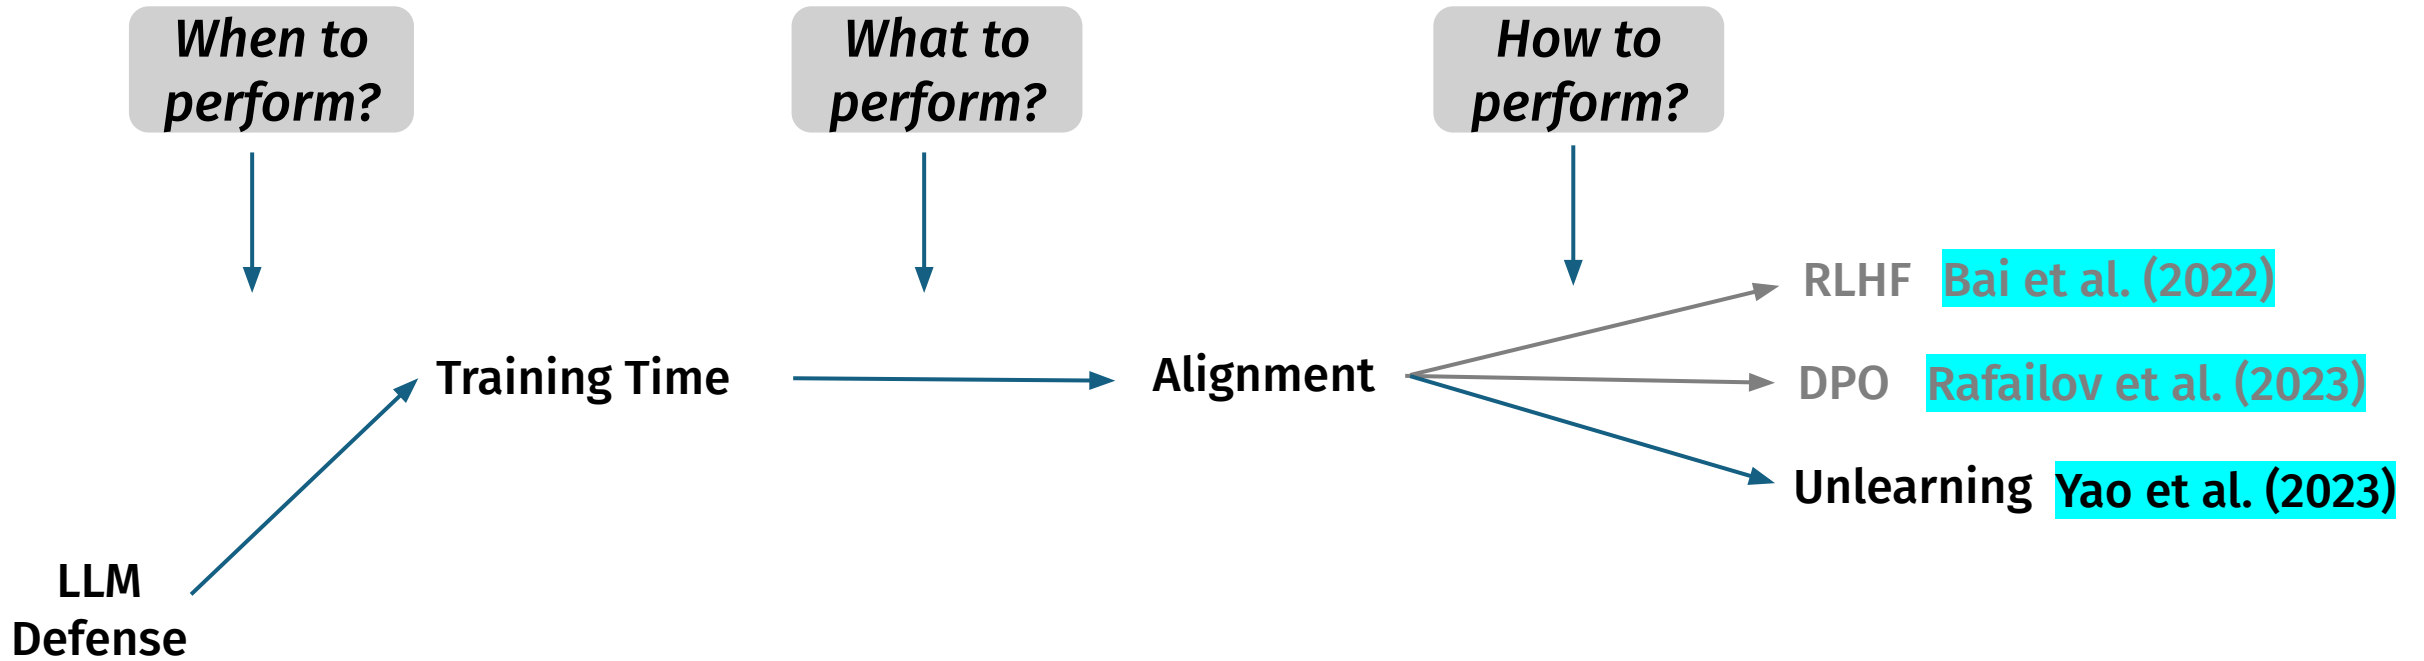 When to
perform?
What to
perform?
How to
perform?
RLHF Bai et al. (2022)
Training Time
Alignment
DPO Rafailov et al. (2023)
Unlearning Yao et al. (2023)
LLM
Defense